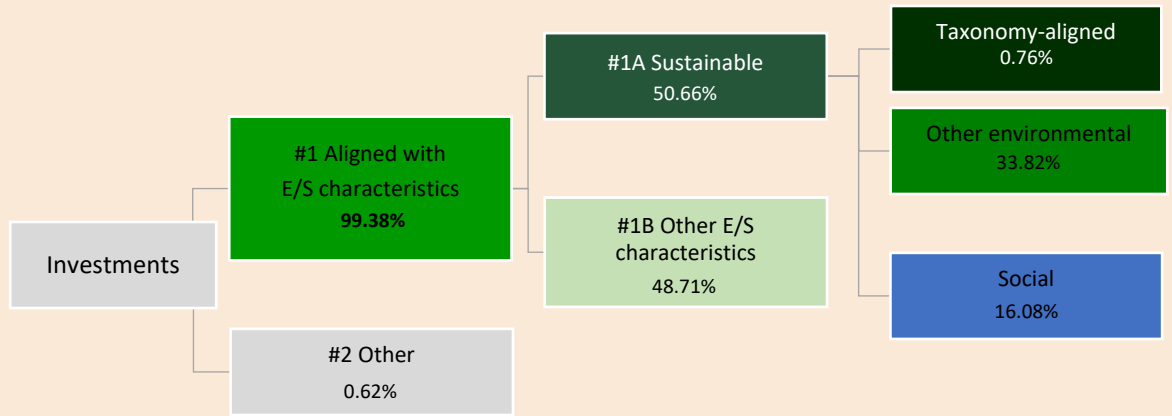 Investments
#1 Aligned with
E/S characteristics
99.38%
#2 Other
0.62%
#1A Sustainable
50.66%
#1B Other E/S
characteristics
48.71%
Taxonomy-aligned
0.76%
Other environmental
33.82%
Social
16.08%